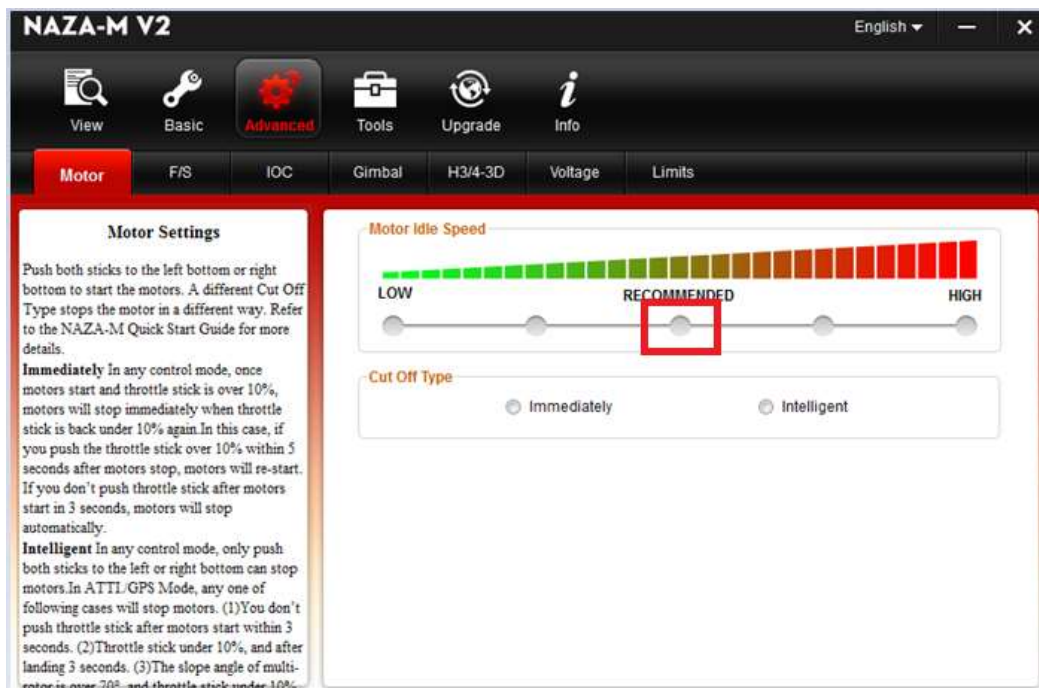 NAZA-M V2
English
View Basic Advanced Tools Upgrade Info
Motor F/S IOC Gimbal H3/4-3D Voltage Limits
Motor Settings
Push both sticks to the left bottom or right
bottom to start the motors. A different Cut Off
Type stops the motor in a different way. Refer
to the NAZA-M Quick Start Guide for more
details.
Immediately In any control mode, once
motors start and throttle stick is over 10%,
motors will stop immediately when throttle
stick is back under 10% again.In this case, if
you push the throttle stick over 10% within 5
seconds after motors stop, motors will re-start.
If you don't push throttle stick after motors
start in 3 seconds, motors will stop
automatically.
Intelligent In any control mode, only push
both sticks to the left or right bottom can stop
motors.In ATTI./GPS Mode, any one of
following cases will stop motors. (1)You don't
push throttle stick after motors start within 3
seconds. (2)Throttle stick under 10%, and after
landing 3 seconds. (3)The slope angle of multi-
rotor is over 70°, and throttle stick under 10%
Motor Idle Speed
LOW RECOMMENDED HIGH
Cut Off Type
Immediately Intelligent